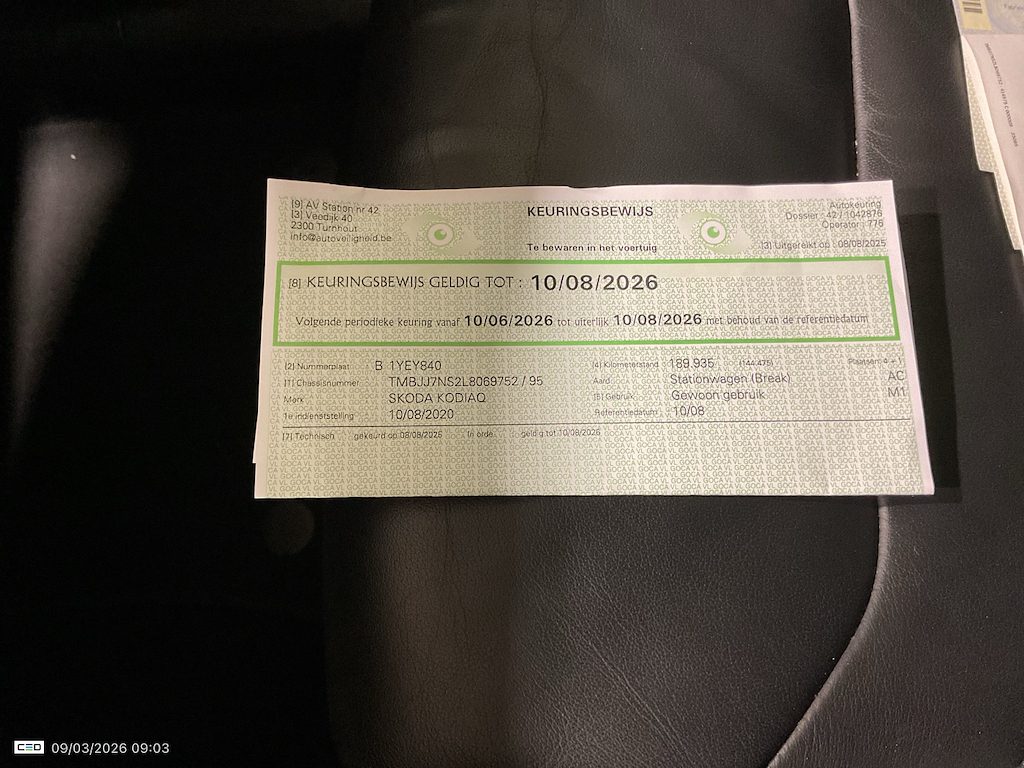 [9] AV Station nr 42
[3] Veedijk 40
2300 Turnhout
info@autoveiligheid.be
KEURINGSBEWIJS
Te bewaren in het voertuig
Autokeuring
Dossier : 42 / 1042876
Operator : 776
[3] Uitgereikt op : 08/08/2025
[8] KEURINGSBEWIJS GELDIG TOT : 10/08/2026
Volgende periodieke keuring vanaf 10/06/2026 tot uiterlijk 10/08/2026 met behoud van de referentiedatum
[2] Nummerplaat B 1YEY840
[1] Chassisnummer TMBJJ7NS2L8069752 / 95
Merk SKODA KODIAQ
1e indienststelling 10/08/2020
[4] Kilometerstand 189.935 (144.475)
Aard Stationwagen (Break)
[5] Gebruik Gewoon gebruik
Referentiedatum 10/08
Plaatsen 4 + 1
AC
M1
[7] Technisch gekeurd op 08/08/2025 In orde geldig tot 10/08/2026
CED 09/03/2026 09:03